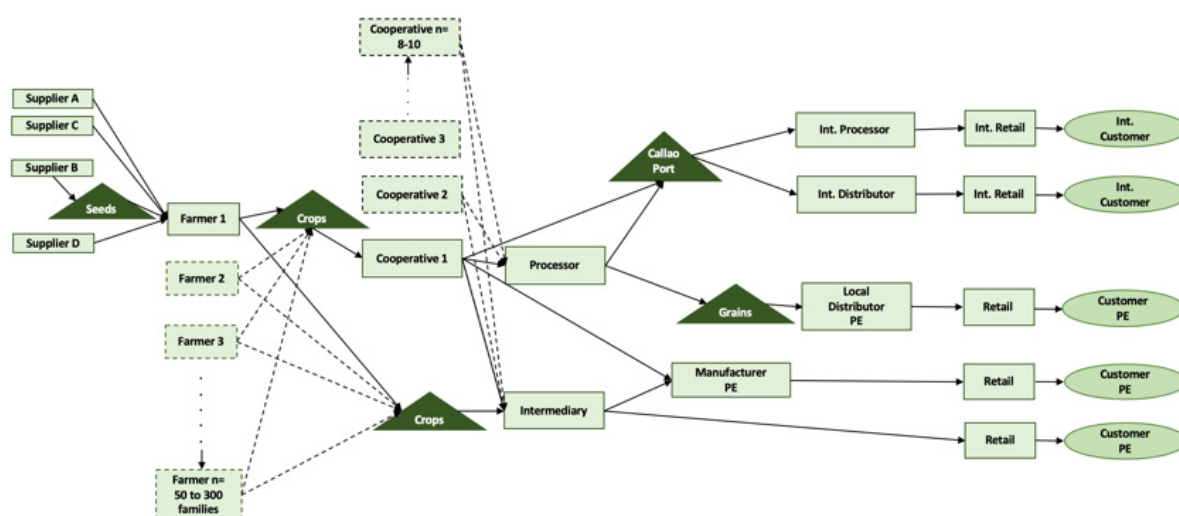 Cooperative n=
8-10
Supplier A
Supplier C
Supplier B
Seeds
Supplier D
Farmer 1
Farmer 2
Farmer 3
Farmer n=
50 to 300
families
Crops
Crops
Cooperative 3
Cooperative 2
Cooperative 1
Processor
Intermediary
Callao
Port
Grains
Manufacturer
PE
Int. Processor
Int. Distributor
Local
Distributor
PE
Int. Retail
Int. Retail
Retail
Retail
Retail
Int.
Customer
Int.
Customer
Customer
PE
Customer
PE
Customer
PE